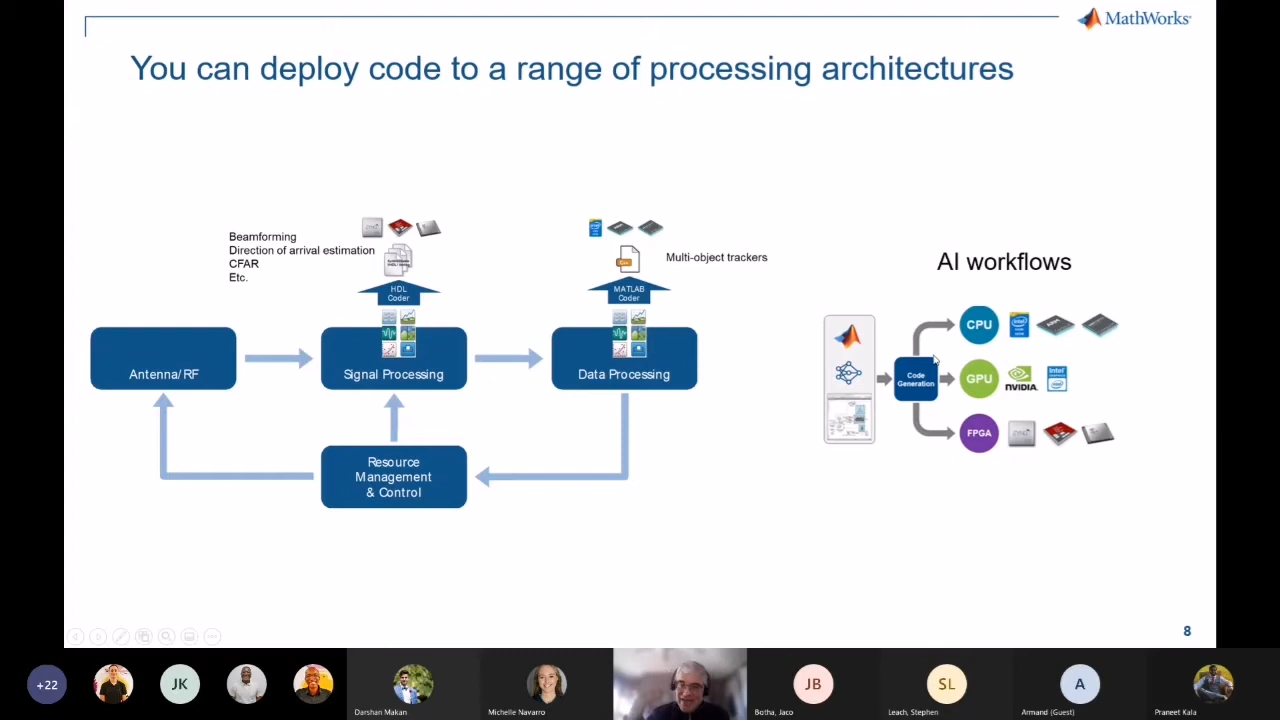 MathWorks
You can deploy code to a range of processing architectures
Beamforming
Direction of arrival estimation
CFAR
Etc.
HDL
Coder
Multi-object trackers
C++
MATLAB
Coder
Antenna/RF
Signal Processing
Data Processing
Resource
Management
& Control
AI workflows
Code
Generation
CPU
GPU
NVIDIA.
FPGA
8
+22
JK
JB
SL
A
Darshan Makan
Michelle Navarro
Botha, Jaco
Leach, Stephen
Armand (Guest)
Praneet Kala